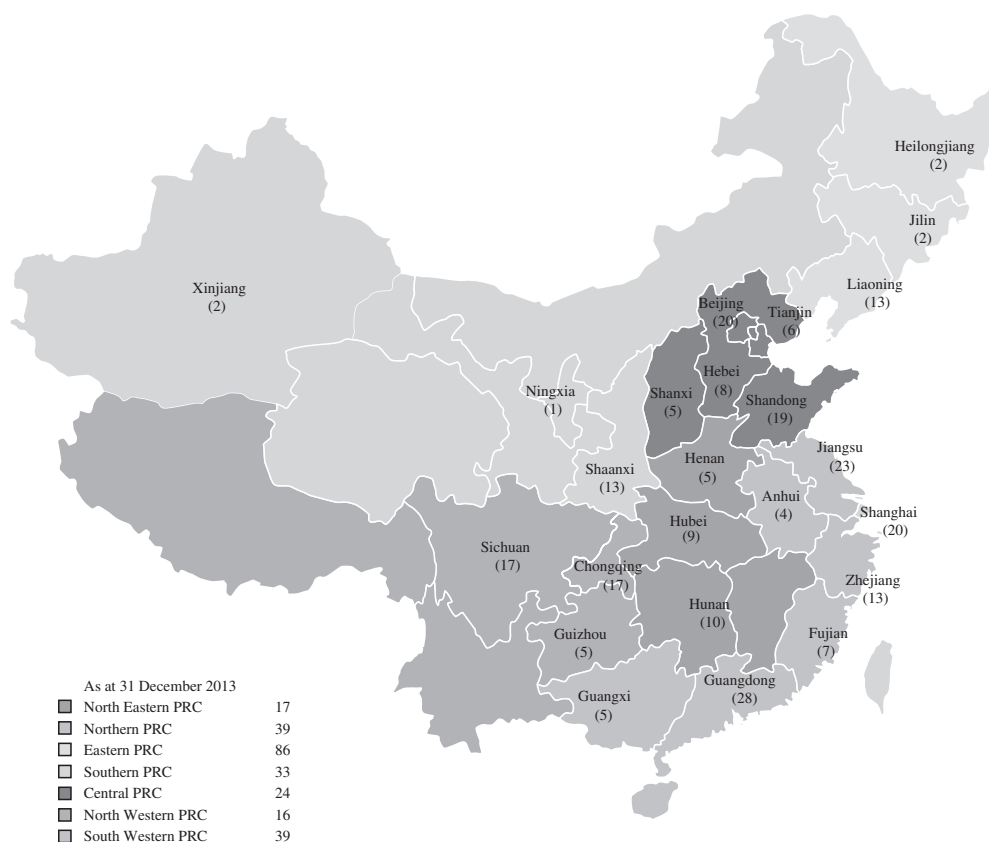 Heilongjiang
(2)
Jilin
(2)
Liaoning
(13)
Xinjiang
(2)
Beijing
(20)
Tianjin
(6)
Hebei
(8)
Ningxia
(1)
Shanxi
(5)
Shandong
(19)
Jiangsu
(23)
Henan
(5)
Shaanxi
(13)
Anhui
(4)
Shanghai
(20)
Hubei
(9)
Sichuan
(17)
Chongqing
(17)
Zhejiang
(13)
Hunan
(10)
Guizhou
(5)
Fujian
(7)
Guangdong
(28)
Guangxi
(5)
As at 31 December 2013
North Eastern PRC 17
Northern PRC 39
Eastern PRC 86
Southern PRC 33
Central PRC 24
North Western PRC 16
South Western PRC 39